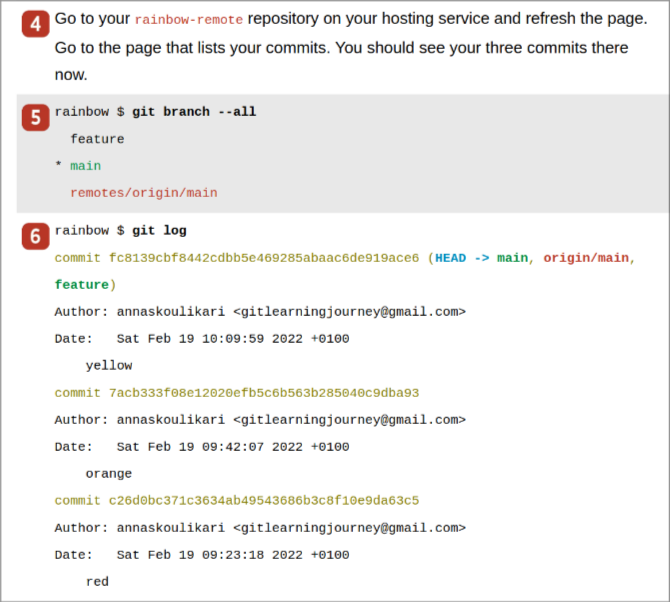 4 Go to your rainbow-remote repository on your hosting service and refresh the page.
Go to the page that lists your commits. You should see your three commits there
now.
5 rainbow $ git branch --all
feature
* main
remotes/origin/main
6 rainbow $ git log
commit fc8139cbf8442cdbb5e469285abaac6de919ace6 (HEAD -> main, origin/main,
feature)
Author: annaskoulikari <gitlearningjourney@gmail.com>
Date:   Sat Feb 19 10:09:59 2022 +0100
yellow
commit 7acb333f08e12020efb5c6b563b285040c9dba93
Author: annaskoulikari <gitlearningjourney@gmail.com>
Date:   Sat Feb 19 09:42:07 2022 +0100
orange
commit c26d0bc371c3634ab49543686b3c8f10e9da63c5
Author: annaskoulikari <gitlearningjourney@gmail.com>
Date:   Sat Feb 19 09:23:18 2022 +0100
red